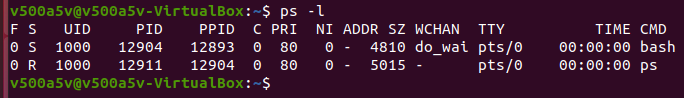 v500a5v@v500a5v-VirtualBox:~$ ps -l
F S   UID     PID    PPID  C PRI  NI ADDR SZ WCHAN  TTY          TIME CMD
0 S  1000   12904   12893  0  80   0 -  4810 do_wai pts/0    00:00:00 bash
0 R  1000   12911   12904  0  80   0 -  5015 -      pts/0    00:00:00 ps
v500a5v@v500a5v-VirtualBox:~$